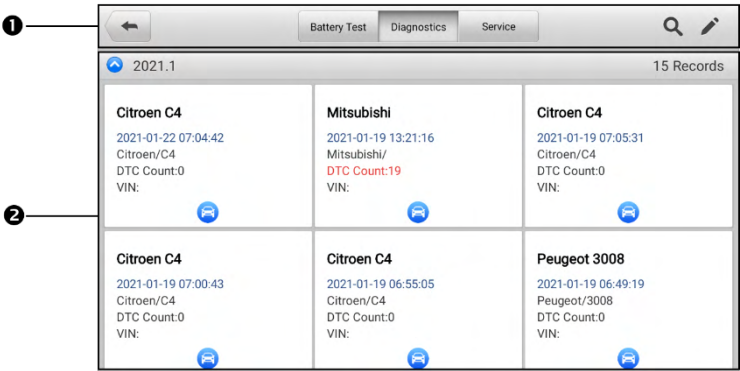 ❶
Battery Test Diagnostics Service
2021.1 15 Records
Citroen C4
2021-01-22 07:04:42
Citroen/C4
DTC Count:0
VIN:
Mitsubishi
2021-01-19 13:21:16
Mitsubishi/
DTC Count:19
VIN:
Citroen C4
2021-01-19 07:05:31
Citroen/C4
DTC Count:0
VIN:
❷
Citroen C4
2021-01-19 07:00:43
Citroen/C4
DTC Count:0
VIN:
Citroen C4
2021-01-19 06:55:05
Citroen/C4
DTC Count:0
VIN:
Peugeot 3008
2021-01-19 06:49:19
Peugeot/3008
DTC Count:0
VIN: